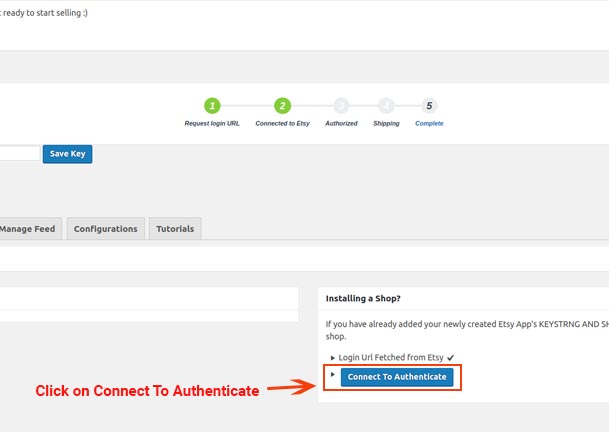 t ready to start selling :)
1 2 3 4 5
Request login URL Connected to Etsy Authorized Shipping Complete
Save Key
Manage Feed Configurations Tutorials
Installing a Shop?
If you have already added your newly created Etsy App's KEYSTRNG AND SH
shop.
Login Url Fetched from Etsy ✔
Connect To Authenticate
Click on Connect To Authenticate